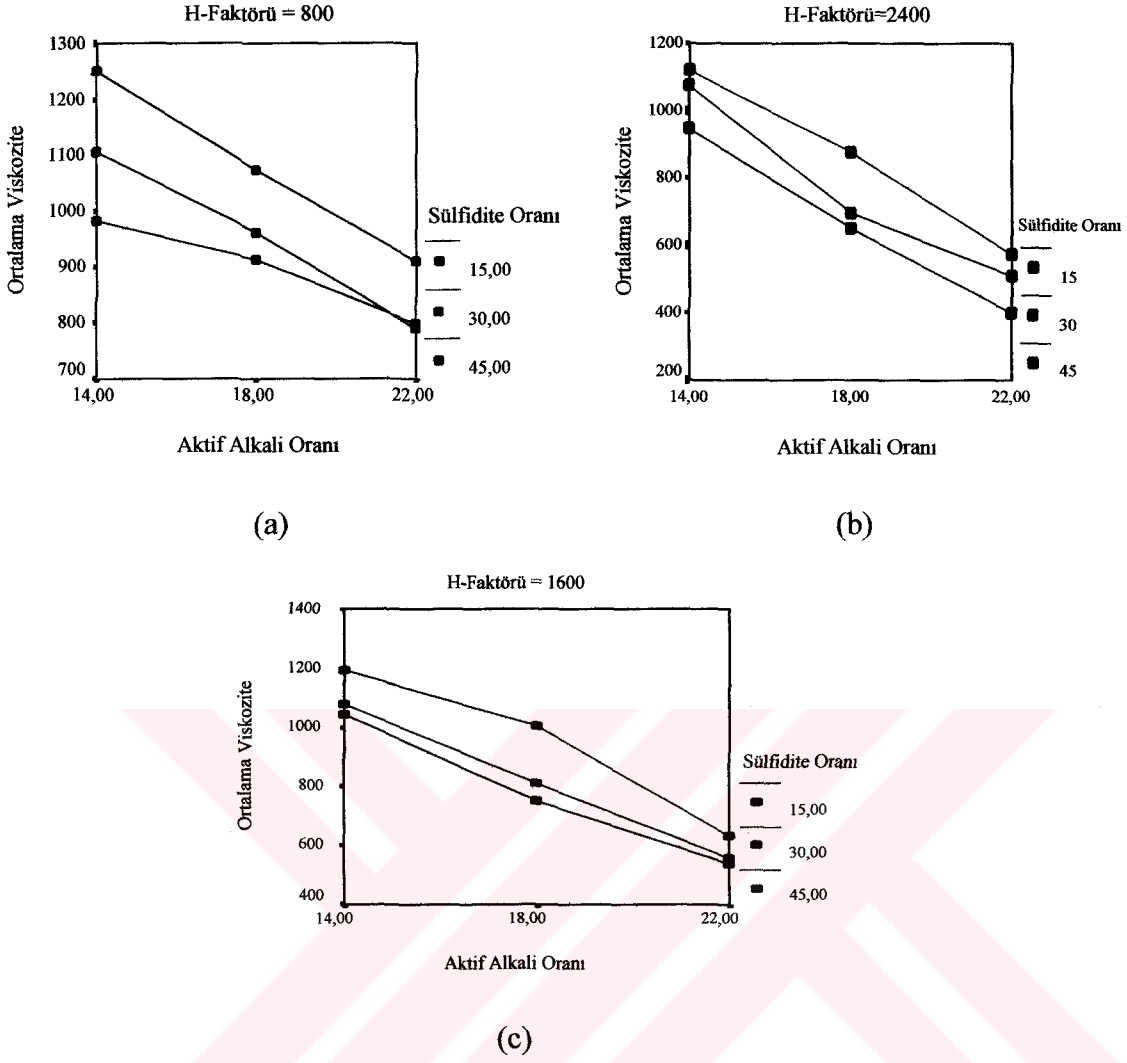 H-Faktörü = 800
1300
1200
1100
1000
900
800
700
14,00
18,00
22,00
Ortalama Viskozite
Aktif Alkali Oranı
Sülfidite Oranı
15,00
30,00
45,00
(a)
H-Faktörü=2400
1200
1000
800
600
400
200
14,00
18,00
22,00
Ortalama Viskozite
Aktif Alkali Oranı
Sülfidite Oranı
15
30
45
(b)
H-Faktörü = 1600
1400
1200
1000
800
600
400
14,00
18,00
22,00
Ortalama Viskozite
Aktif Alkali Oranı
Sülfidite Oranı
15,00
30,00
45,00
(c)